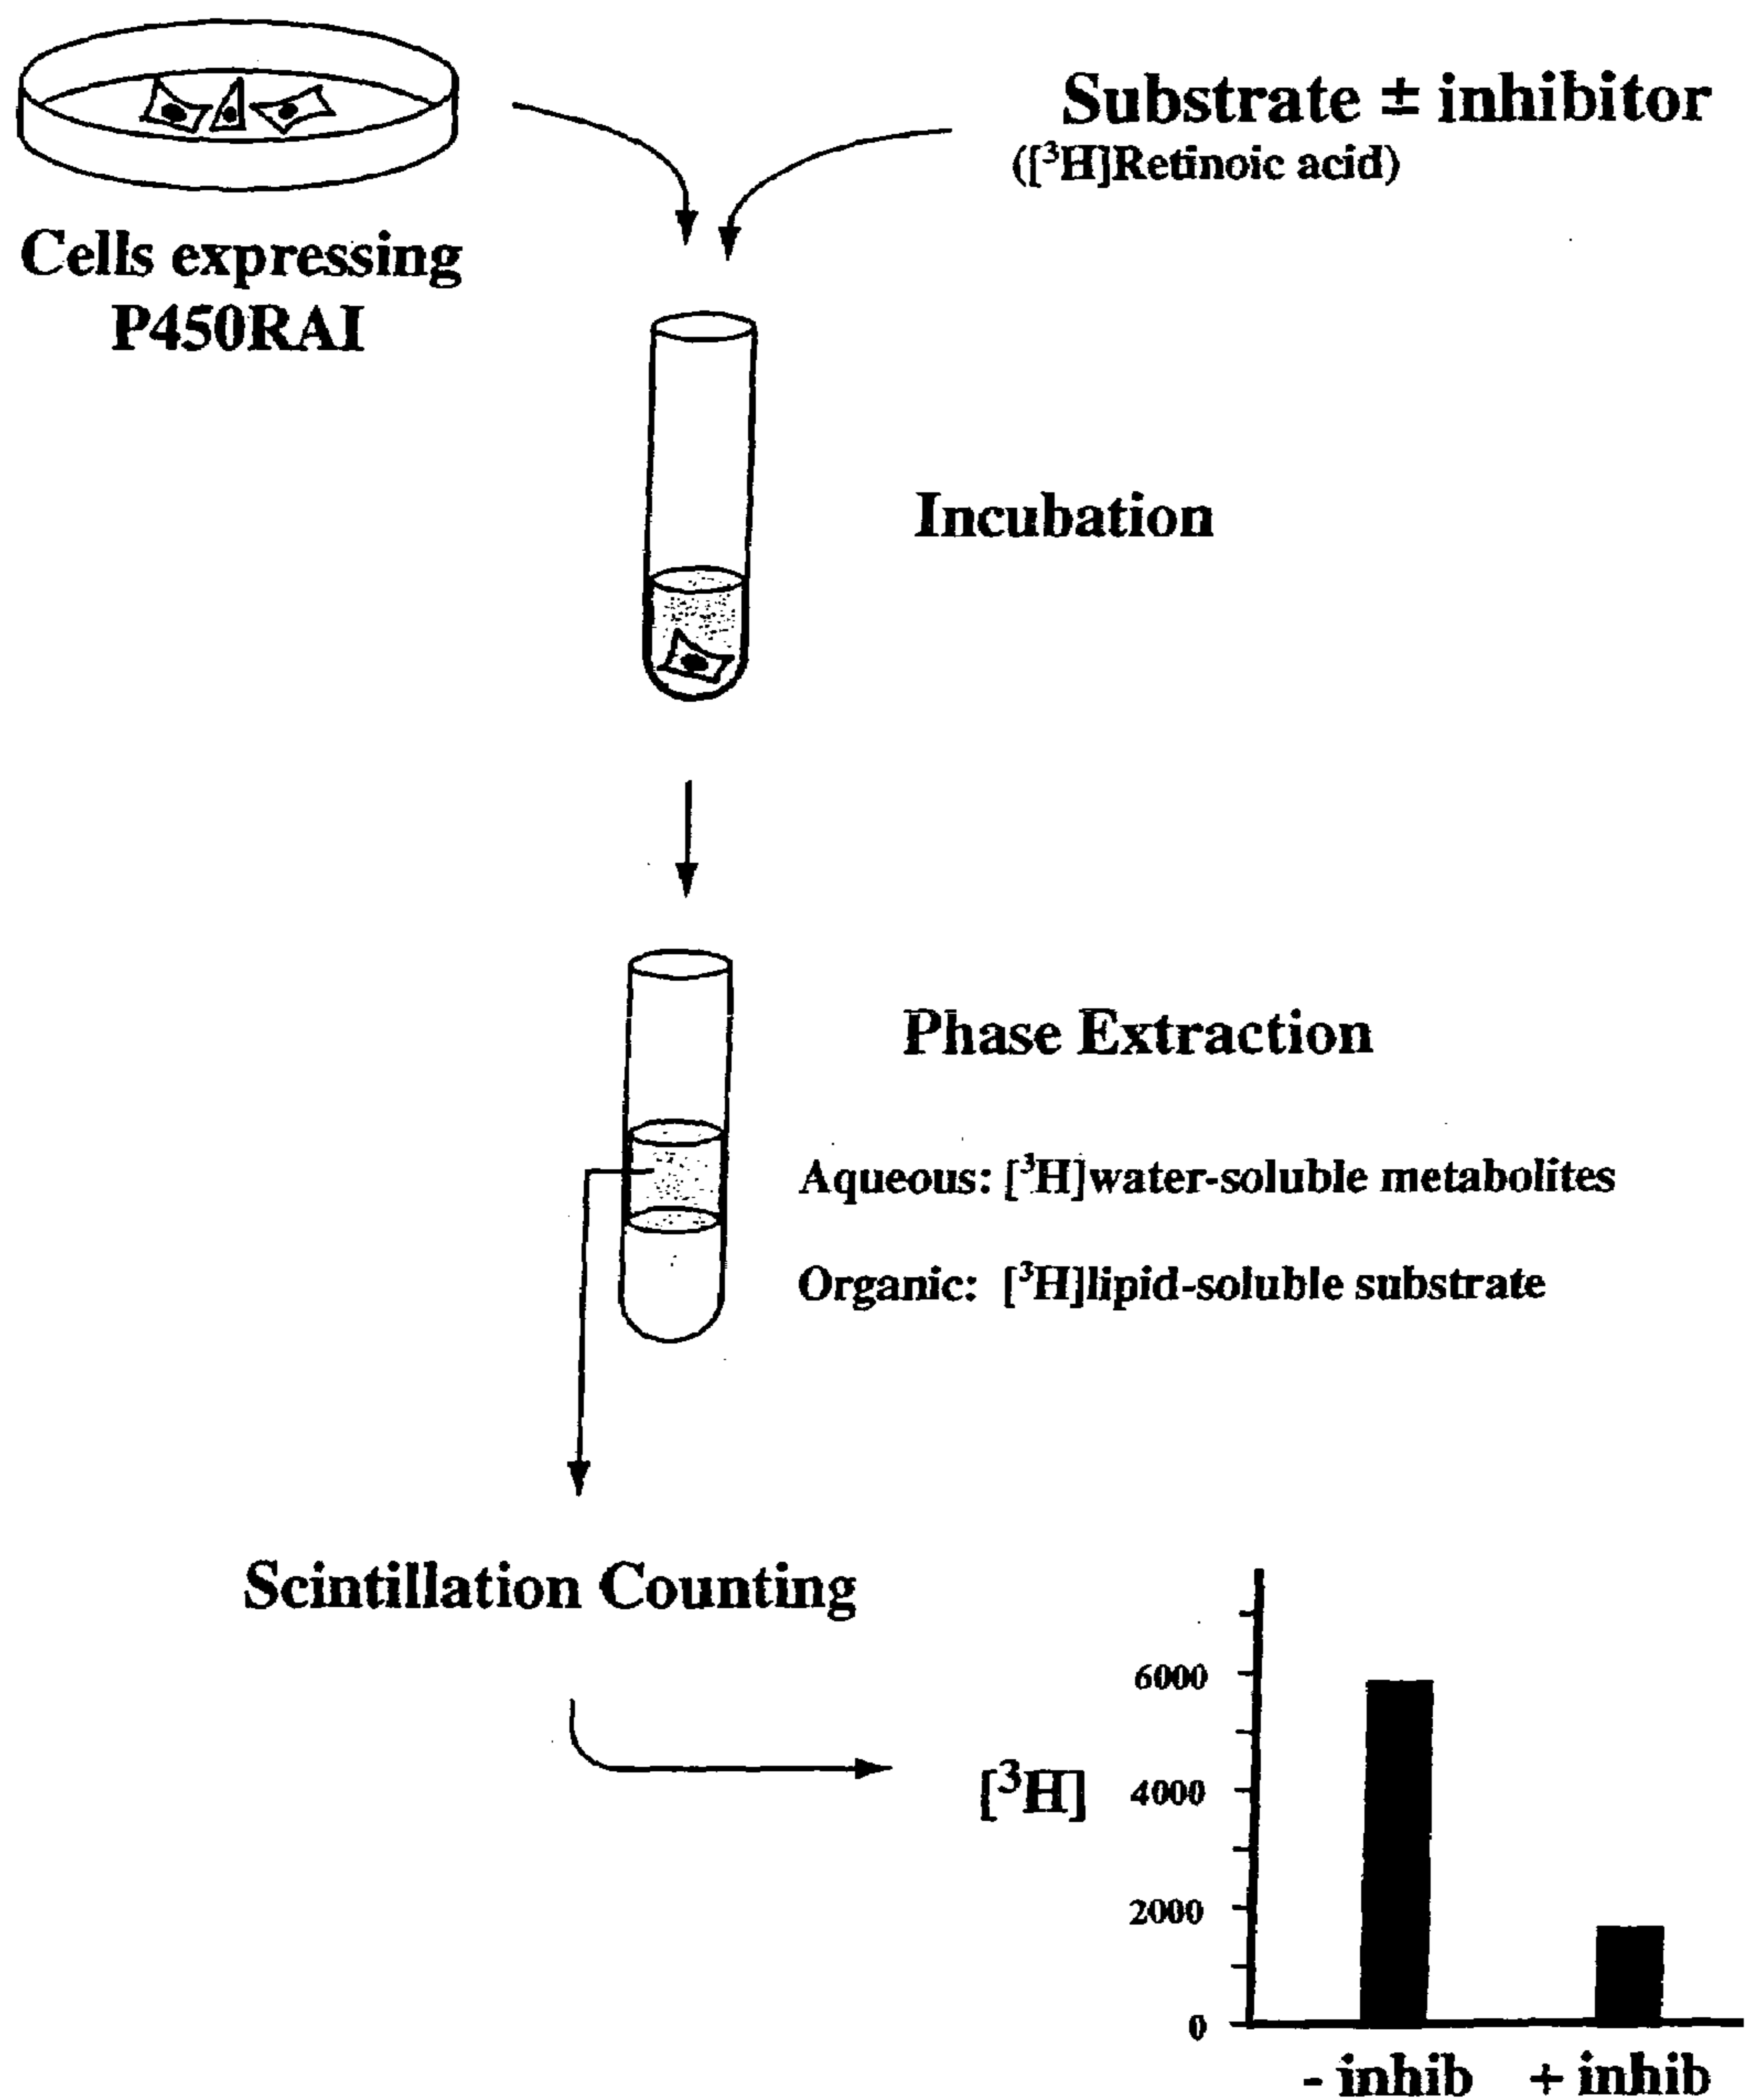 Substrate ± inhibitor
([³H]Retinoic acid)
Cells expressing
P450RAI
Incubation
Phase Extraction
Aqueous: [³H]water-soluble metabolites
Organic: [³H]lipid-soluble substrate
Scintillation Counting
[³H]
6000
4000
2000
0
- inhib + inhib